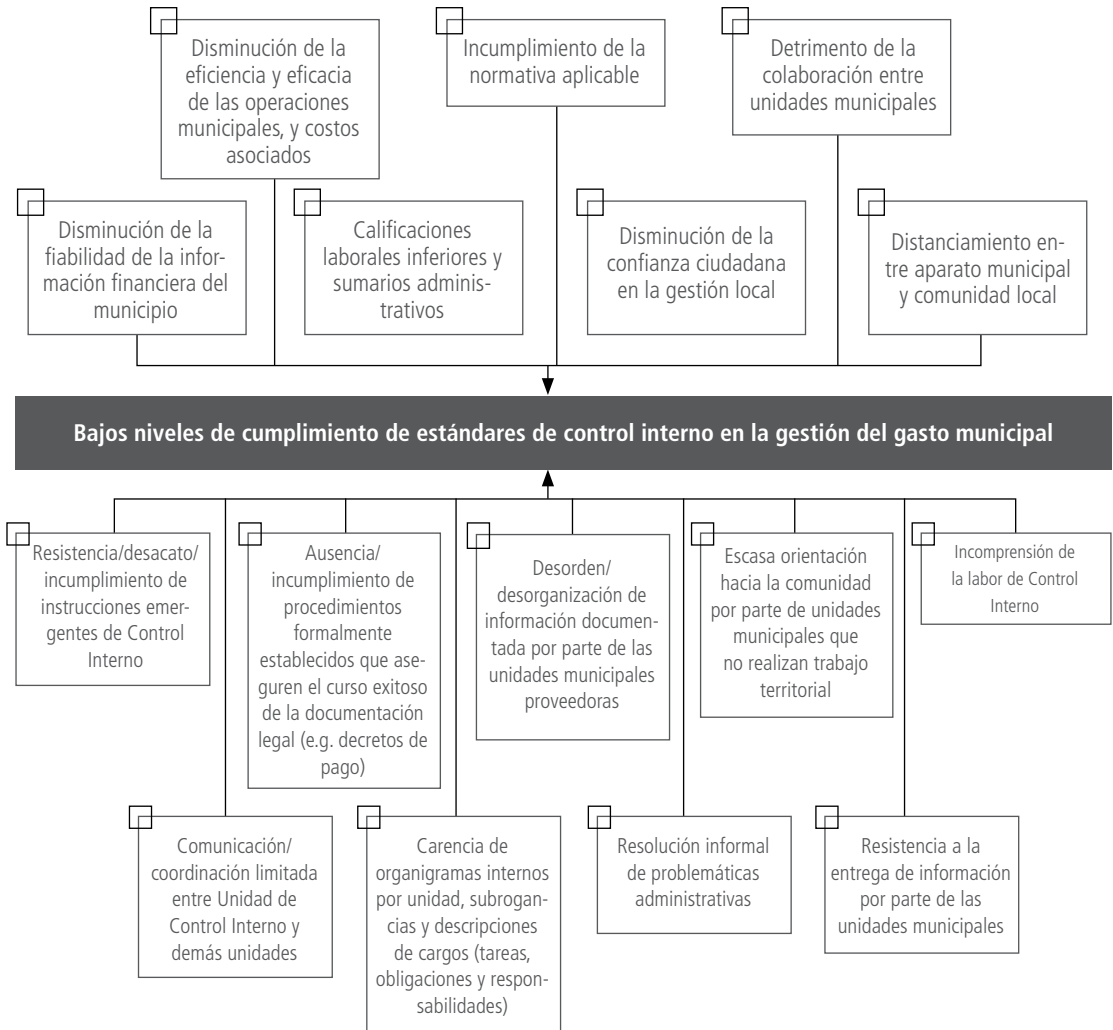 Disminución de la
eficiencia y eficacia
de las operaciones
municipales, y costos
asociados
Incumplimiento de la
normativa aplicable
Detrimento de la
colaboración entre
unidades municipales
Disminución de la
fiabilidad de la infor-
mación financiera del
municipio
Calificaciones
laborales inferiores y
sumarios adminis-
trativos
Disminución de la
confianza ciudadana
en la gestión local
Distanciamiento en-
tre aparato municipal
y comunidad local
Bajos niveles de cumplimiento de estándares de control interno en la gestión del gasto municipal
Resistencia/desacato/
incumplimiento de
instrucciones emer-
gentes de Control
Interno
Ausencia/
incumplimiento de
procedimientos
formalmente
establecidos que ase-
guren el curso exitoso
de la documentación
legal (e.g. decretos de
pago)
Desorden/
desorganización de
información documen-
tada por parte de las
unidades municipales
proveedoras
Escasa orientación
hacia la comunidad
por parte de unidades
municipales que
no realizan trabajo
territorial
Incomprensión de
la labor de Control
Interno
Comunicación/
coordinación limitada
entre Unidad de
Control Interno y
demás unidades
Carencia de
organigramas internos
por unidad, subrogan-
cias y descripciones
de cargos (tareas,
obligaciones y respon-
sabilidades)
Resolución informal
de problemáticas
administrativas
Resistencia a la
entrega de información
por parte de las
unidades municipales